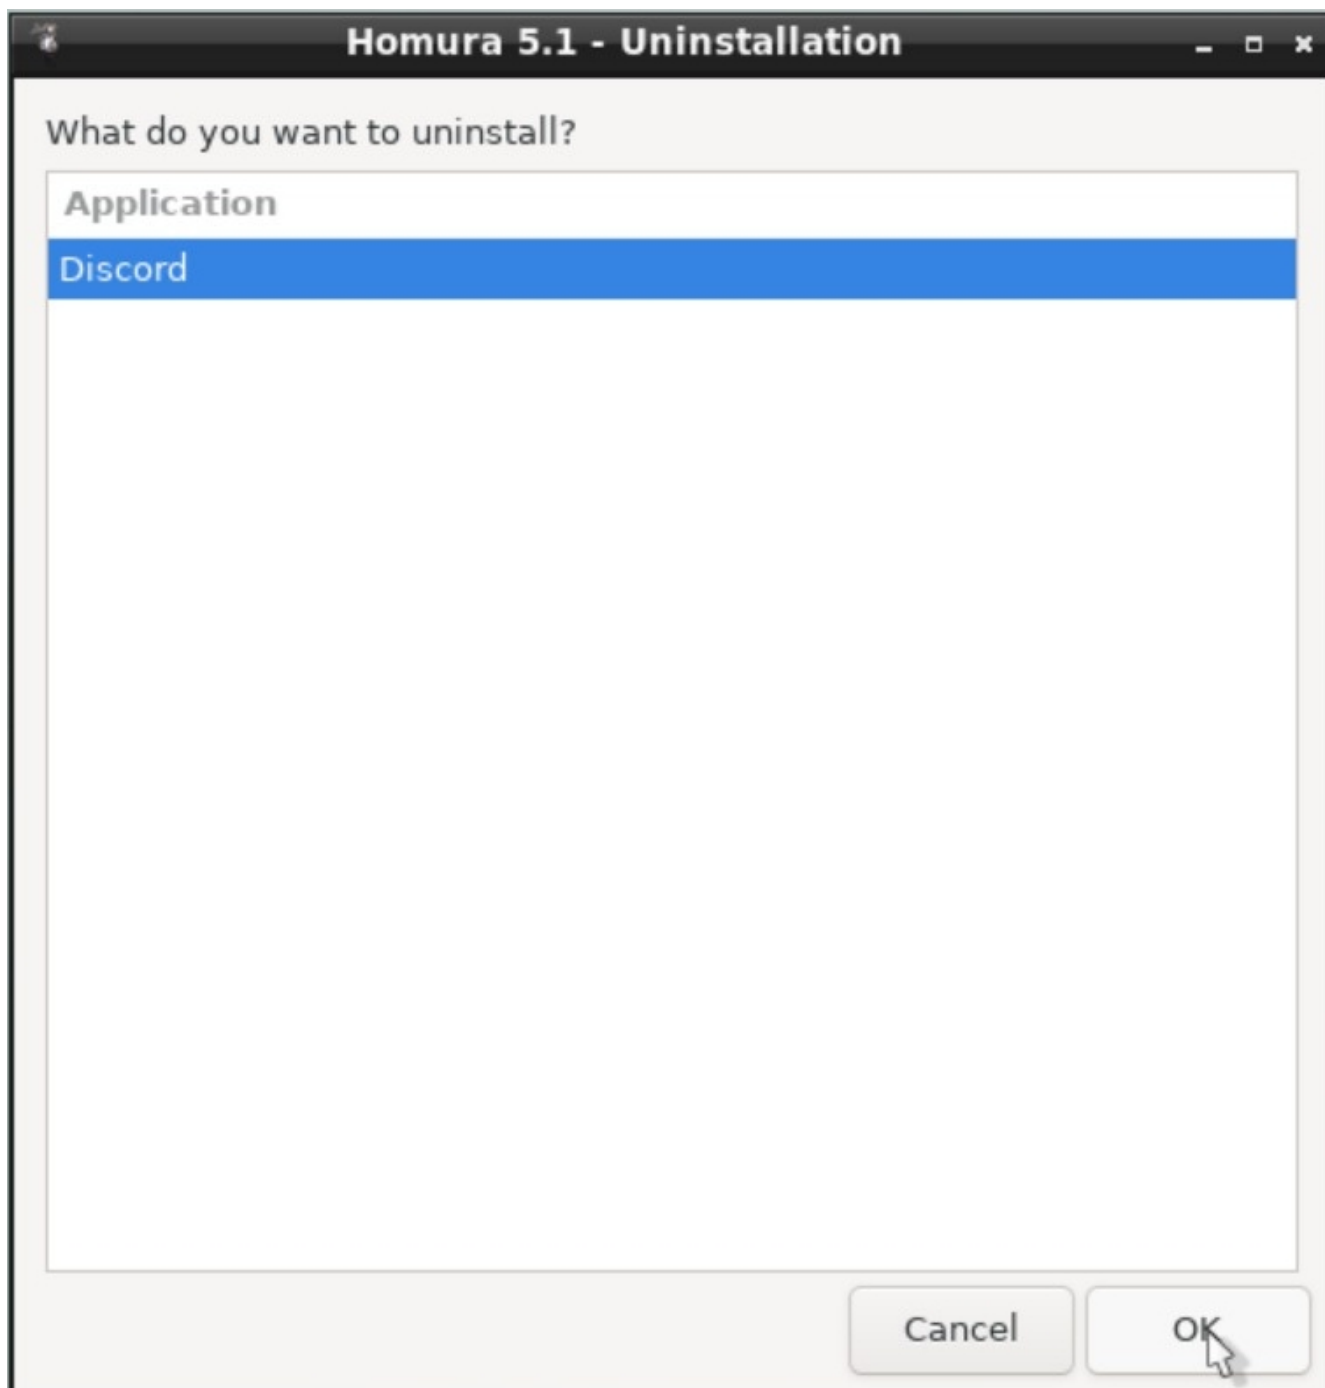 Homura 5.1 - Uninstallation
What do you want to uninstall?
Application
Discord
Cancel
OK